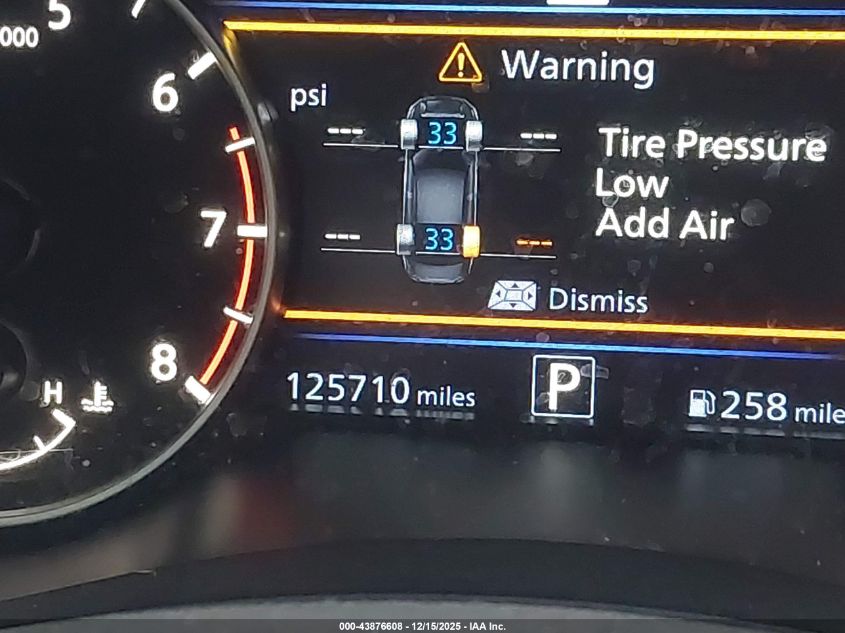 5
000
6
7
8
H
Warning
psi
--- 33 ---
--- 33 ---
Tire Pressure
Low
Add Air
Dismiss
125710 miles
P
258 mile
000-43876608 - 12/15/2025 - IAA Inc.